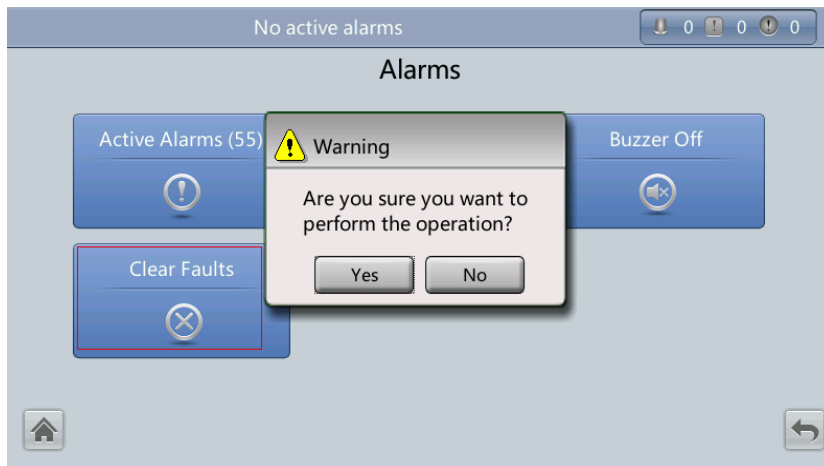 No active alarms
0 0 0
Alarms
Active Alarms (55)
Buzzer Off
Warning
Are you sure you want to
perform the operation?
Yes
No
Clear Faults